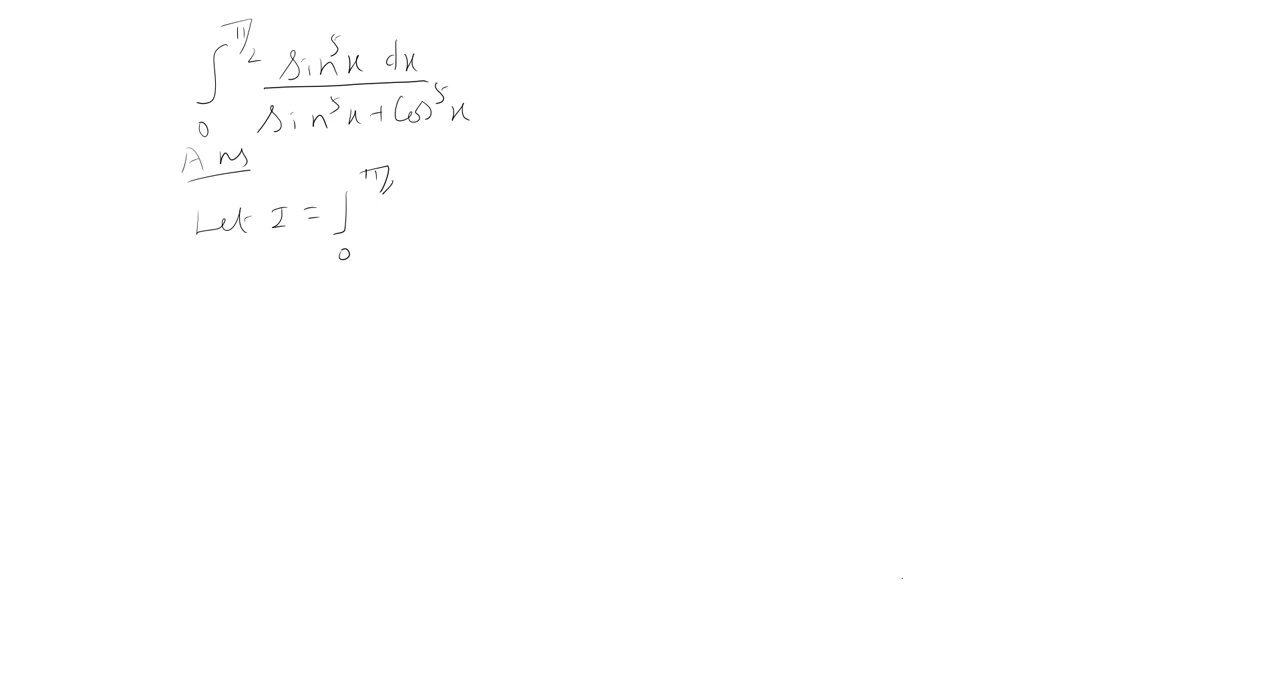 ∫₀^(π/2) sin⁵x dx / (sin⁵x + Cos⁵x)
Ans
Let I = ∫₀^(π/2)